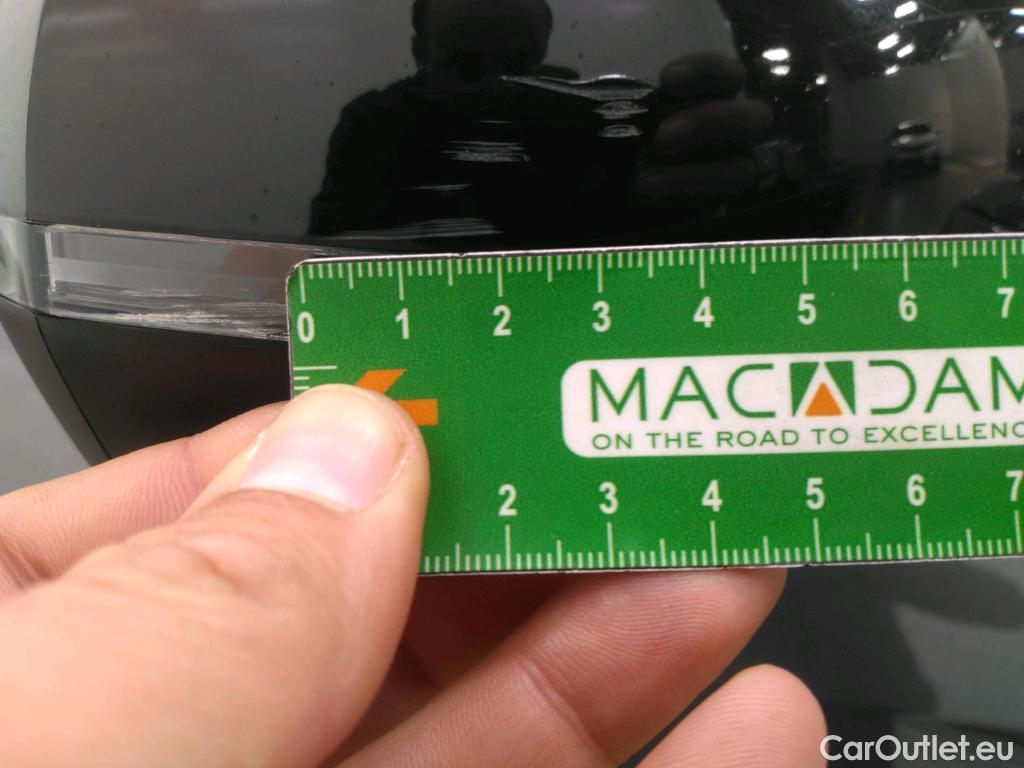 0 1 2 3 4 5 6 7
MACADAM
ON THE ROAD TO EXCELLENC
2 3 4 5 6 7
CarOutlet.eu